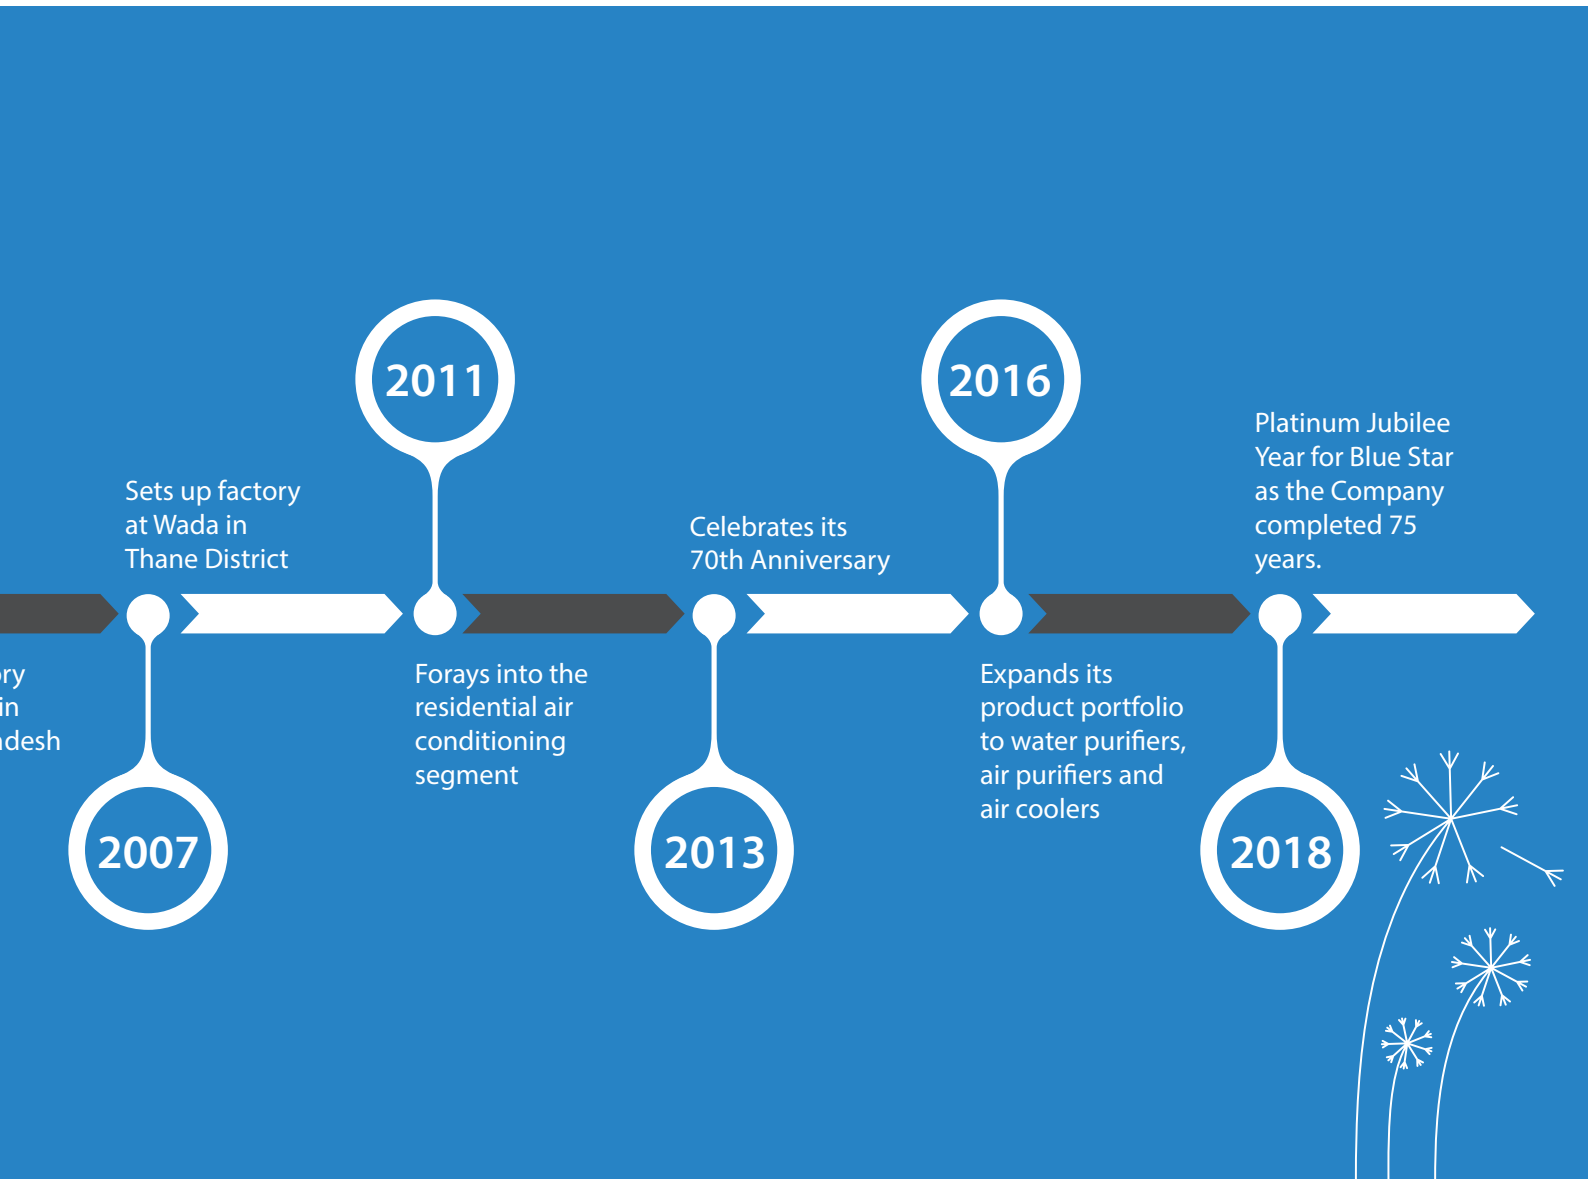 in
2007
Sets up factory
at Wada in
Thane District
2011
Forays into the
residential air
conditioning
segment
2013
Celebrates its
70th Anniversary
2016
Expands its
product portfolio
to water purifiers,
air purifiers and
air coolers
2018
Platinum Jubilee
Year for Blue Star
as the Company
completed 75
years.